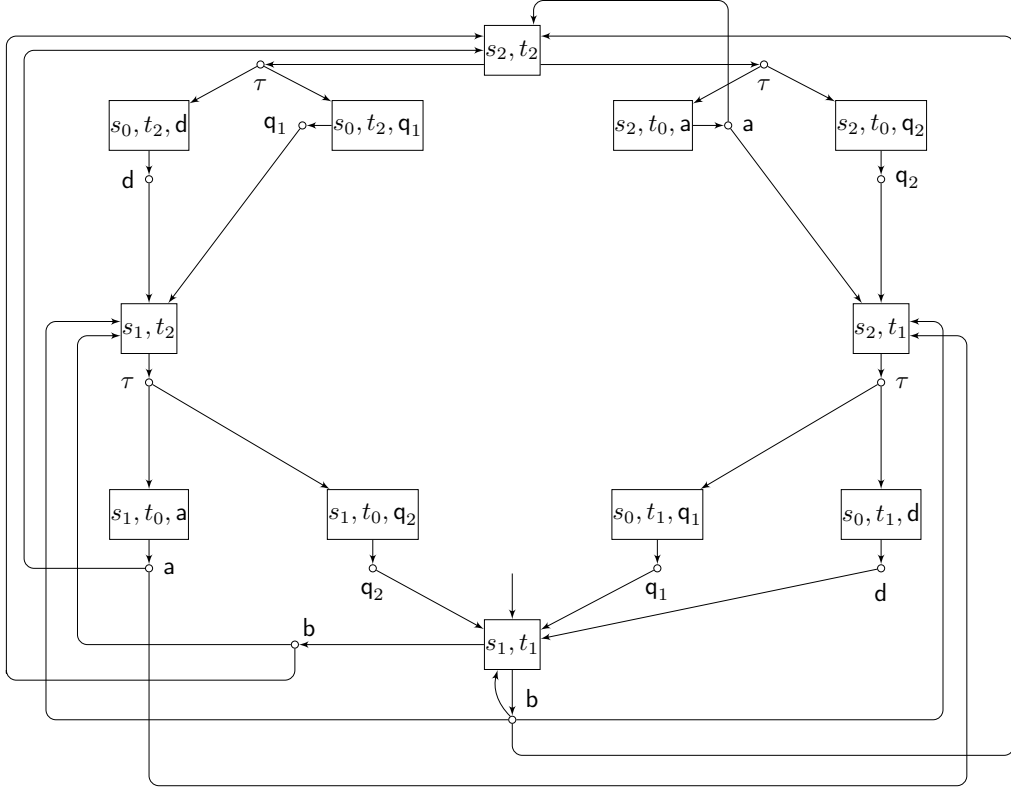 s₂, t₂
τ
τ
s₀, t₂, d
q₁
s₀, t₂, q₁
s₂, t₀, a
a
s₂, t₀, q₂
d
q₂
s₁, t₂
s₂, t₁
τ
τ
s₁, t₀, a
s₁, t₀, q₂
s₀, t₁, q₁
s₀, t₁, d
a
q₂
q₁
d
b
s₁, t₁
b